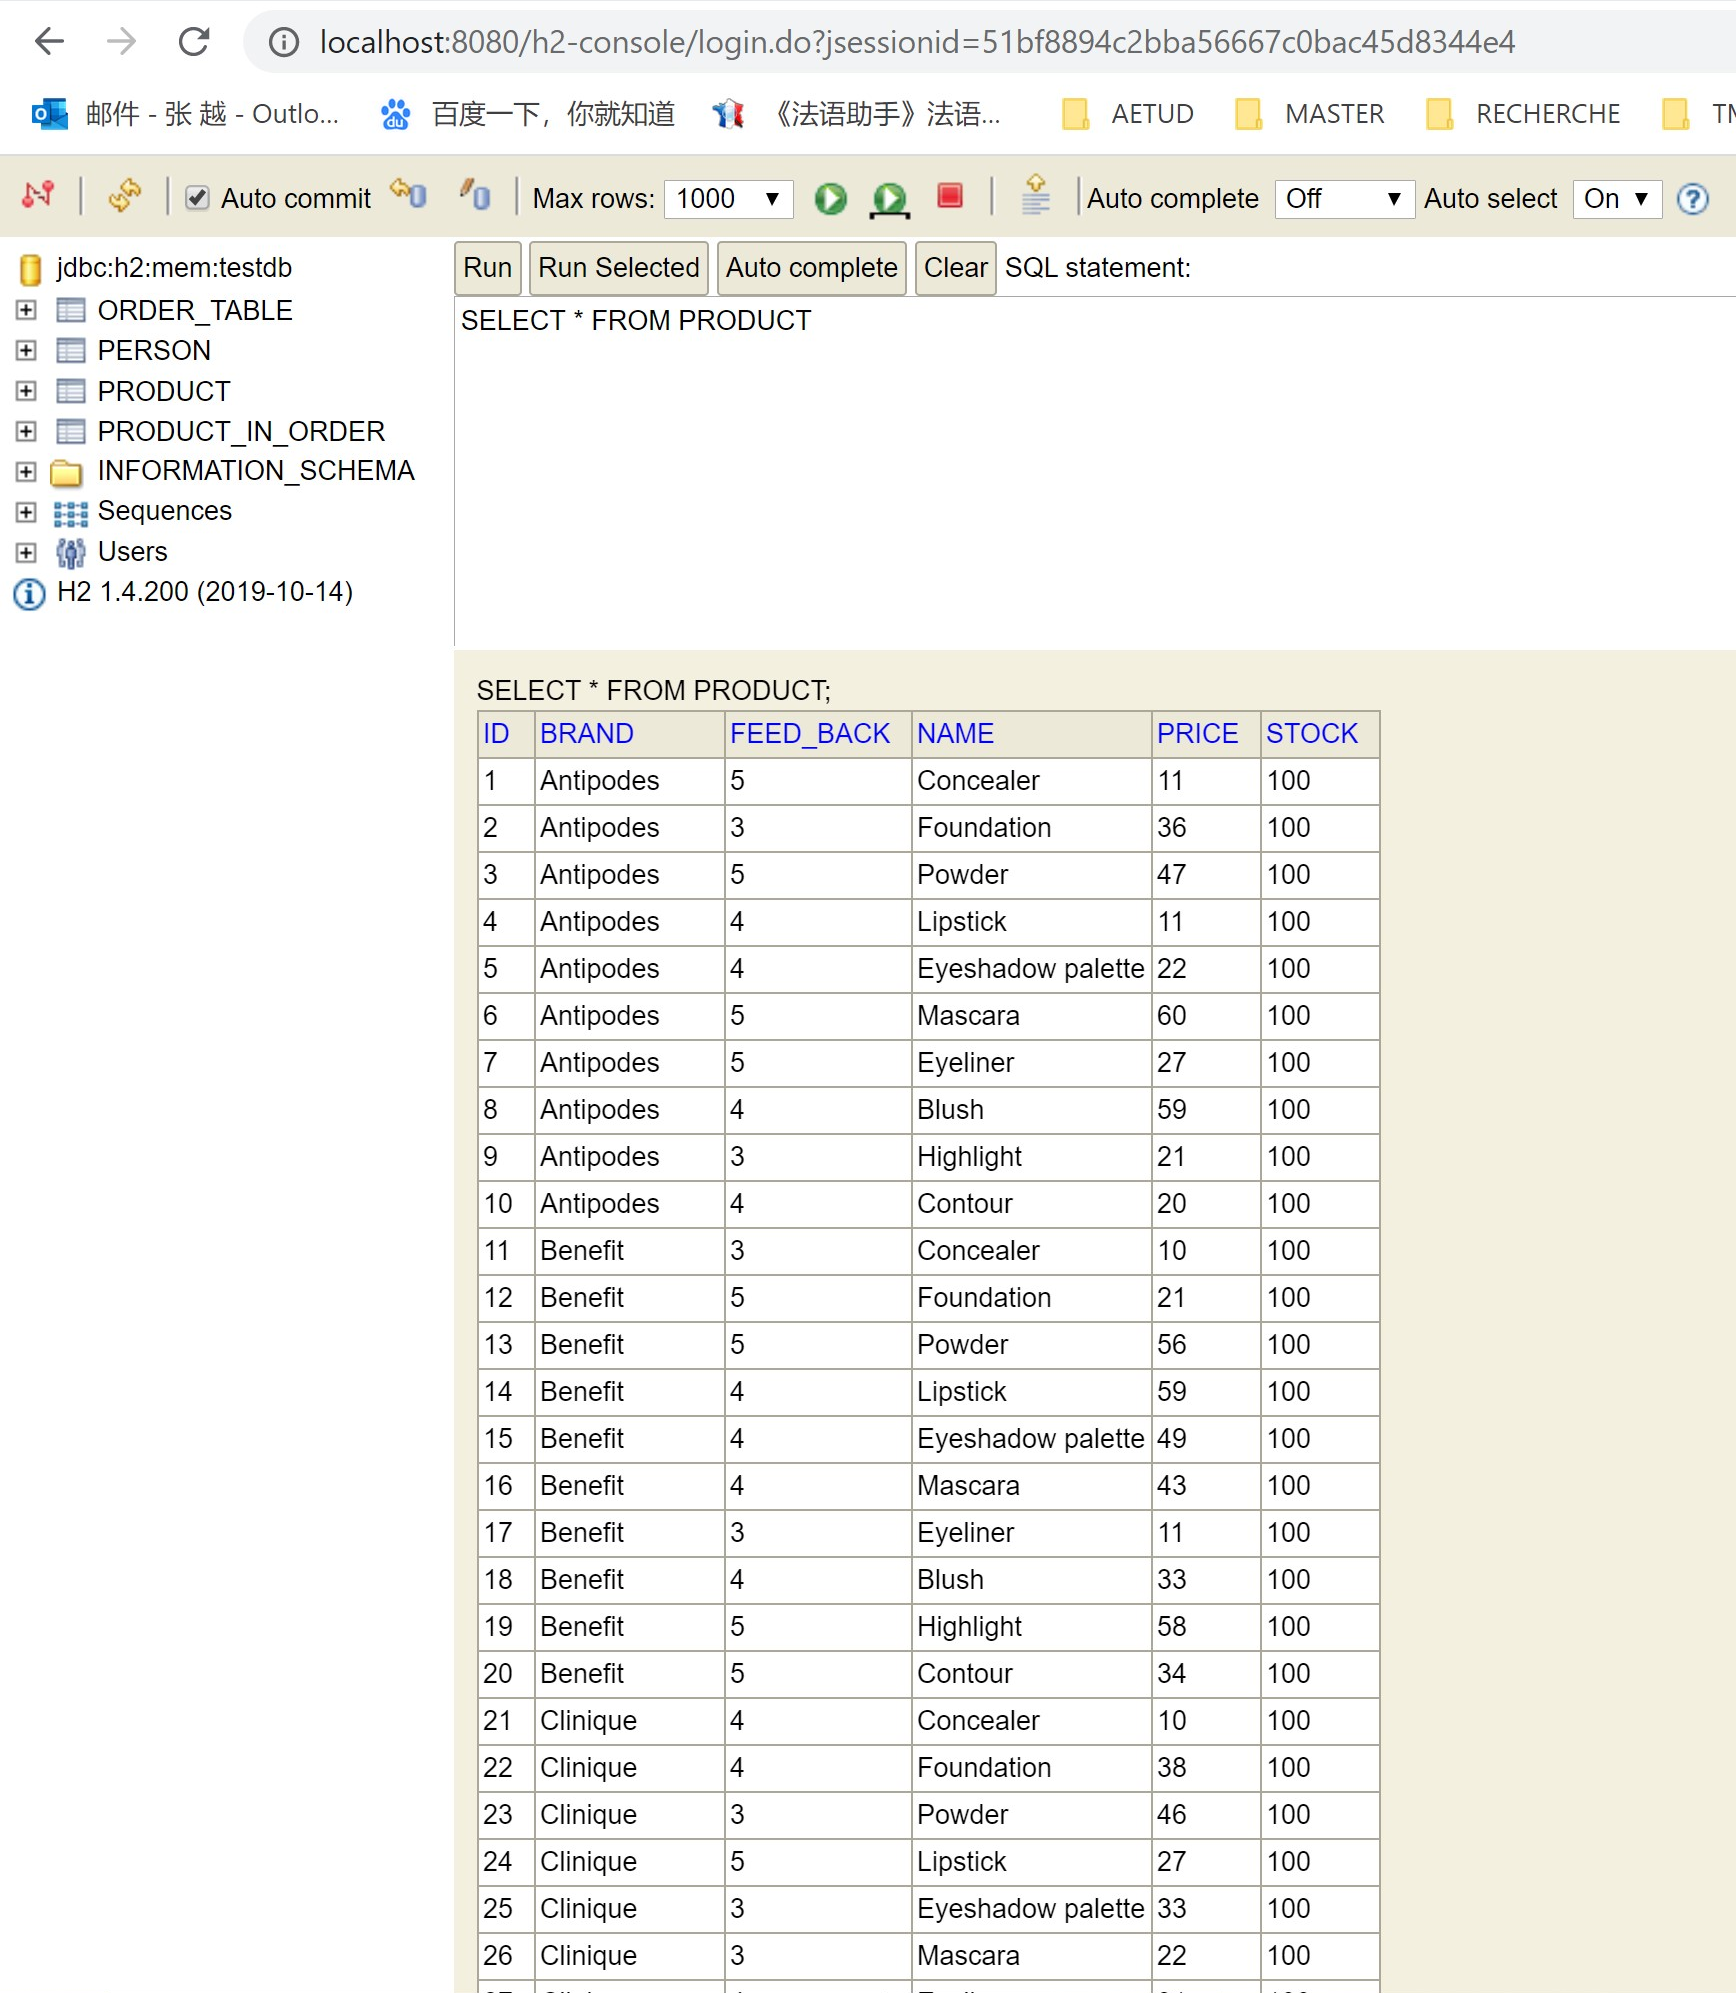 localhost:8080/h2-console/login.do?jsessionid=51bf8894c2bba56667c0bac45d8344e4
邮件 - 张 越 - Outlo... 百度一下，你就知道 《法语助手》法语... AETUD MASTER RECHERCHE TM
Auto commit Max rows: 1000 Auto complete Off Auto select On
jdbc:h2:mem:testdb
ORDER_TABLE
PERSON
PRODUCT
PRODUCT_IN_ORDER
INFORMATION_SCHEMA
Sequences
Users
H2 1.4.200 (2019-10-14)
Run Run Selected Auto complete Clear SQL statement:
SELECT * FROM PRODUCT
SELECT * FROM PRODUCT;
ID BRAND FEED_BACK NAME PRICE STOCK
1 Antipodes 5 Concealer 11 100
2 Antipodes 3 Foundation 36 100
3 Antipodes 5 Powder 47 100
4 Antipodes 4 Lipstick 11 100
5 Antipodes 4 Eyeshadow palette 22 100
6 Antipodes 5 Mascara 60 100
7 Antipodes 5 Eyeliner 27 100
8 Antipodes 4 Blush 59 100
9 Antipodes 3 Highlight 21 100
10 Antipodes 4 Contour 20 100
11 Benefit 3 Concealer 10 100
12 Benefit 5 Foundation 21 100
13 Benefit 5 Powder 56 100
14 Benefit 4 Lipstick 59 100
15 Benefit 4 Eyeshadow palette 49 100
16 Benefit 4 Mascara 43 100
17 Benefit 3 Eyeliner 11 100
18 Benefit 4 Blush 33 100
19 Benefit 5 Highlight 58 100
20 Benefit 5 Contour 34 100
21 Clinique 4 Concealer 10 100
22 Clinique 4 Foundation 38 100
23 Clinique 3 Powder 46 100
24 Clinique 5 Lipstick 27 100
25 Clinique 3 Eyeshadow palette 33 100
26 Clinique 3 Mascara 22 100